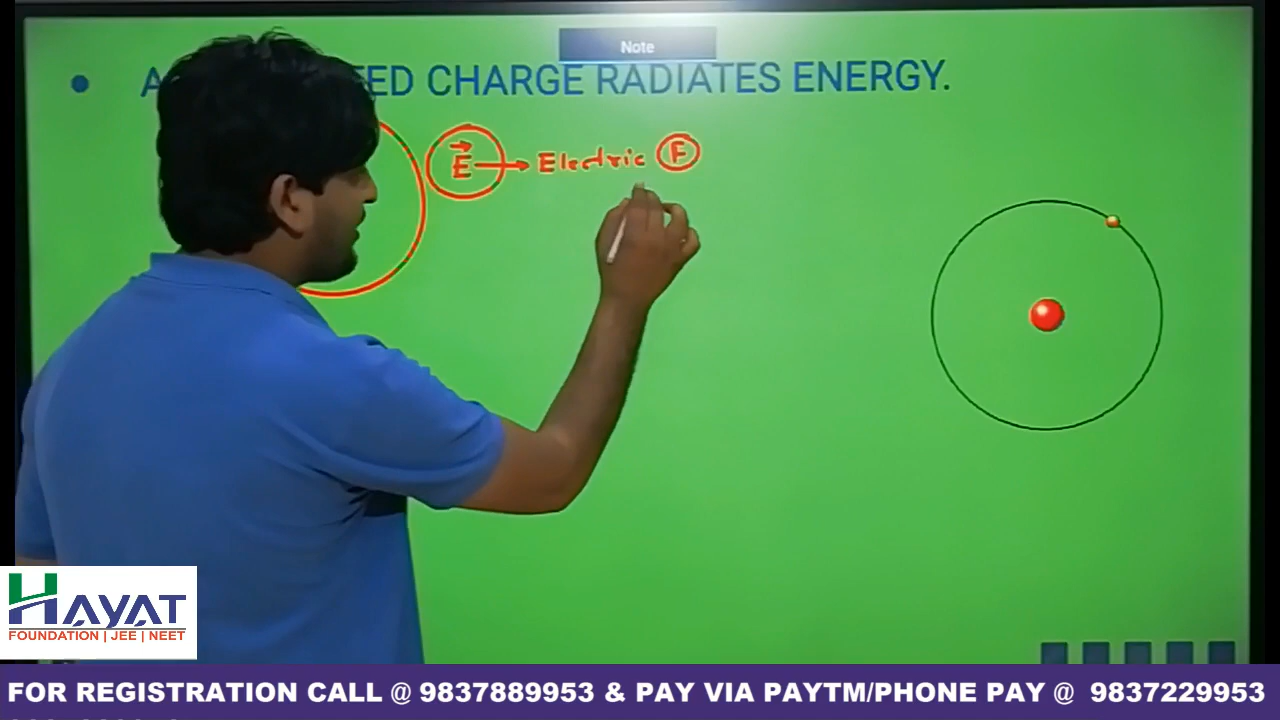 Note
CHARGE RADIATES ENERGY.
E → Electric F
HAYAT
FOUNDATION | JEE | NEET
FOR REGISTRATION CALL @ 9837889953 & PAY VIA PAYTM/PHONE PAY @ 9837229953